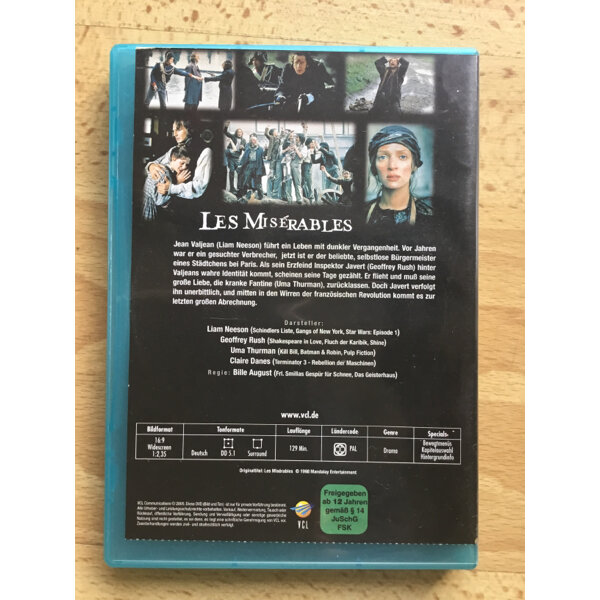 LES MISÉRABLES
Jean Valjean (Liam Neeson) führt ein Leben mit dunkler Vergangenheit. Vor Jahren
war er ein gesuchter Verbrecher, jetzt ist er der beliebte, selbstlose Bürgermeister
eines Städtchens bei Paris. Als sein Erzfeind Inspektor Javert (Geoffrey Rush) hinter
Valjeans wahre Identität kommt, scheinen seine Tage gezählt. Er flieht und muß seine
große Liebe, die kranke Fantine (Uma Thurman), zurücklassen. Doch Javert verfolgt
ihn unerbittlich, und mitten in den Wirren der französischen Revolution kommt es zur
letzten großen Abrechnung.
Darsteller:
Liam Neeson (Schindlers Liste, Gangs of New York, Star Wars: Episode 1)
Geoffrey Rush (Shakespeare in Love, Fluch der Karibik, Shine)
Uma Thurman (Kill Bill, Batman & Robin, Pulp Fiction)
Claire Danes (Terminator 3 - Rebellion der Maschinen)
Regie: Bille August (Frl. Smillas Gespür für Schnee, Das Geisterhaus)
www.vcl.de
Bildformat Tonformate Lauflänge Ländercode: Genre Specials:
16:9 Widescreen 1:2,35 Deutsch DD 5.1 Surround 129 Min. PAL Drama Bewegtmenüs Kapitelauswahl Hintergrundinfo
Originaltitel: Les Misérables © 1998 Mandalay Entertainment
VCL
Freigegeben
ab 12 Jahren
gemäß § 14
JuSchG
FSK